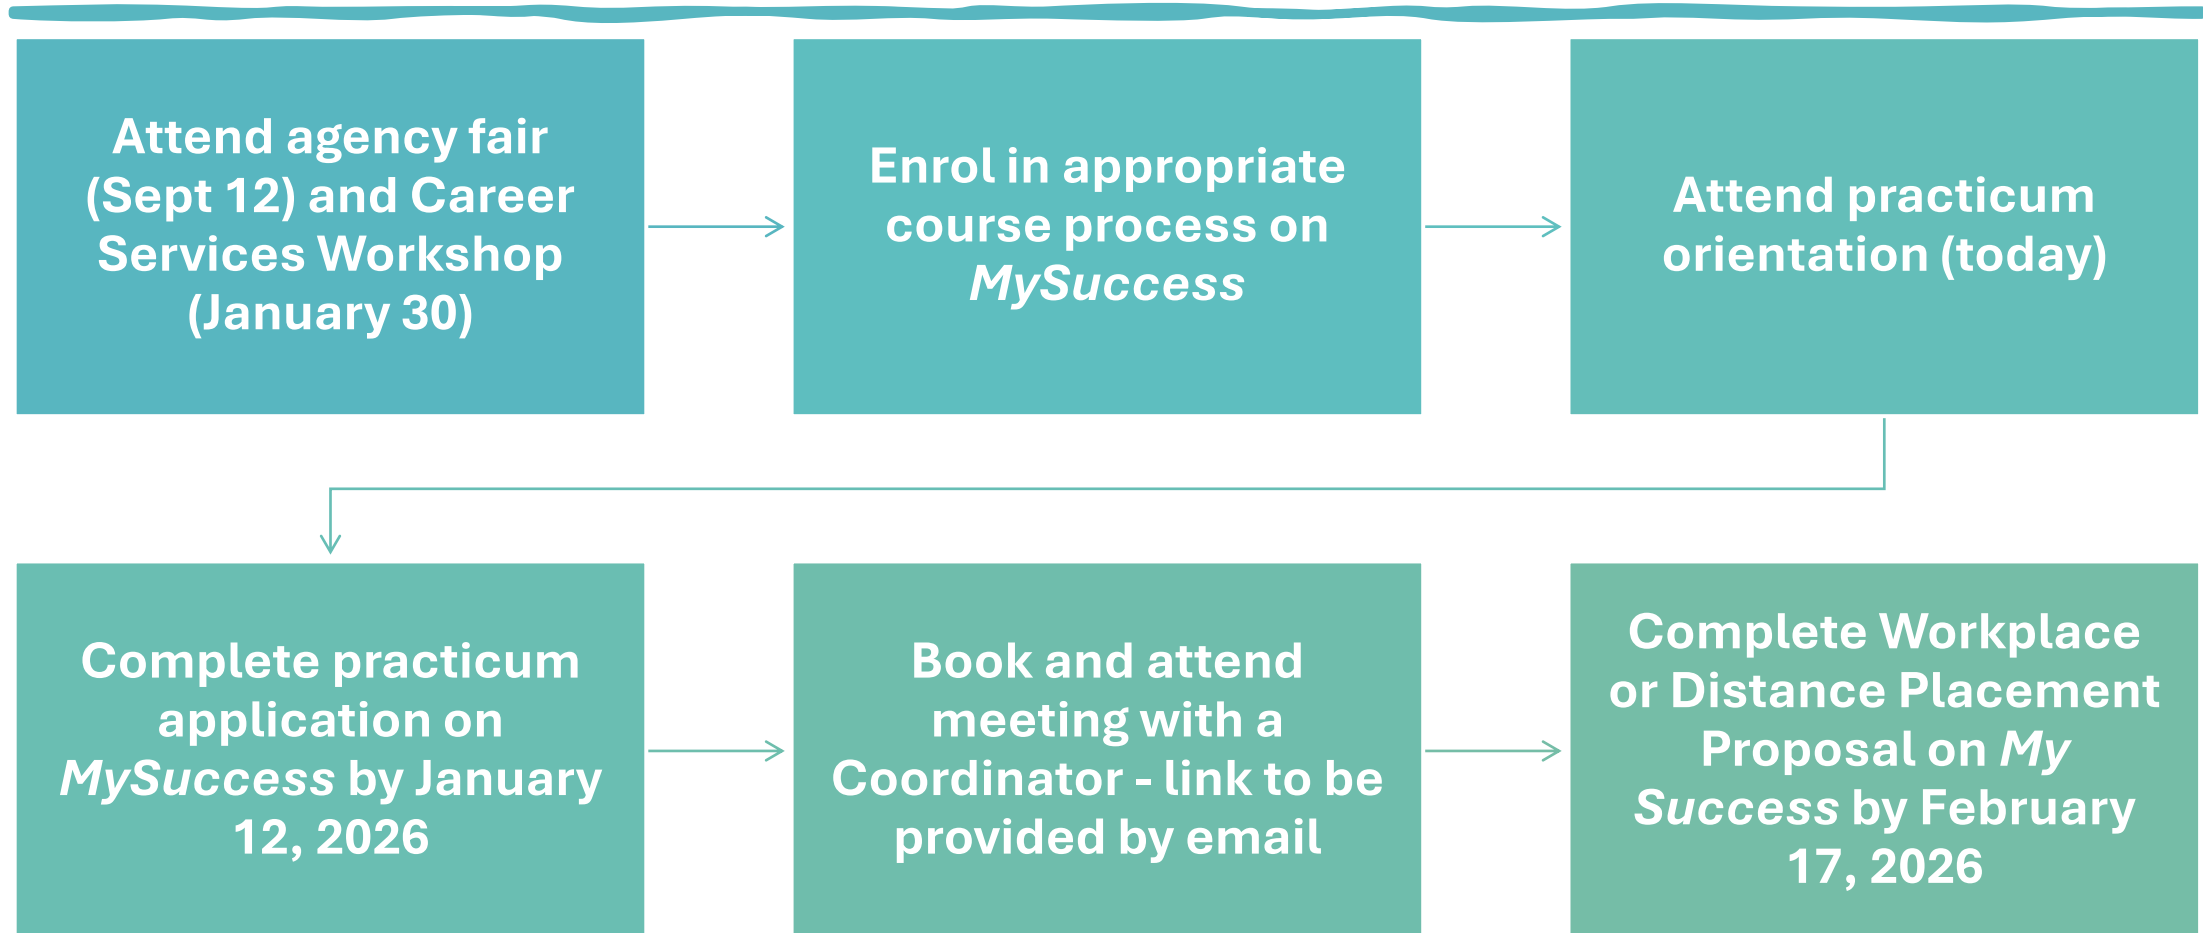 Attend agency fair
(Sept 12) and Career
Services Workshop
(January 30)
Enrol in appropriate
course process on
MySuccess
Attend practicum
orientation (today)
Complete practicum
application on
MySuccess by January
12, 2026
Book and attend
meeting with a
Coordinator - link to be
provided by email
Complete Workplace
or Distance Placement
Proposal on My
Success by February
17, 2026